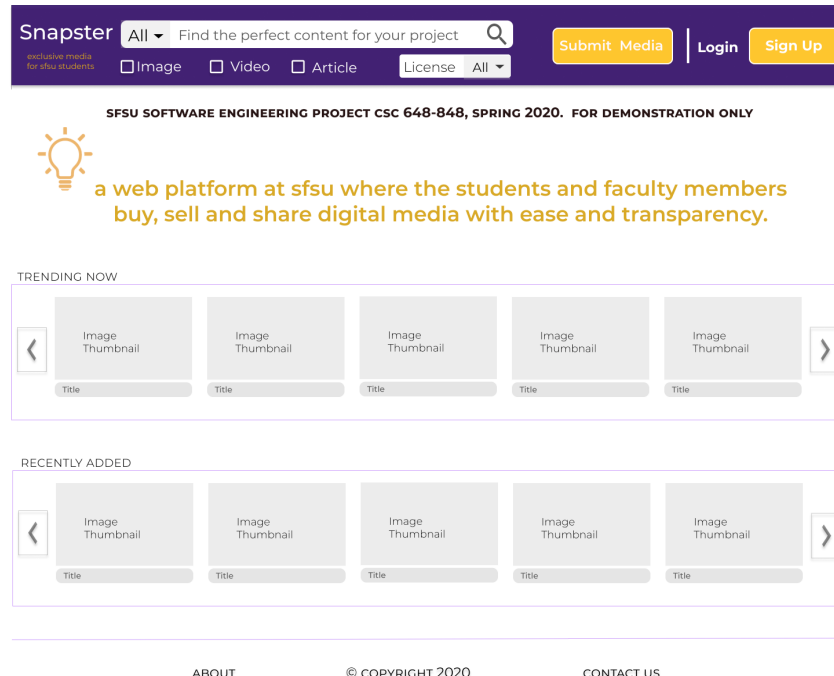 Snapster
exclusive media
for sfsu students
All Find the perfect content for your project
Image Video Article
License All
Submit Media
Login
Sign Up
SFSU SOFTWARE ENGINEERING PROJECT CSC 648-848, SPRING 2020. FOR DEMONSTRATION ONLY
a web platform at sfsu where the students and faculty members
buy, sell and share digital media with ease and transparency.
TRENDING NOW
Image Thumbnail
Image Thumbnail
Image Thumbnail
Image Thumbnail
Image Thumbnail
Title Title Title Title Title
RECENTLY ADDED
Image Thumbnail
Image Thumbnail
Image Thumbnail
Image Thumbnail
Image Thumbnail
Title Title Title Title Title
ABOUT © COPYRIGHT 2020 CONTACT US